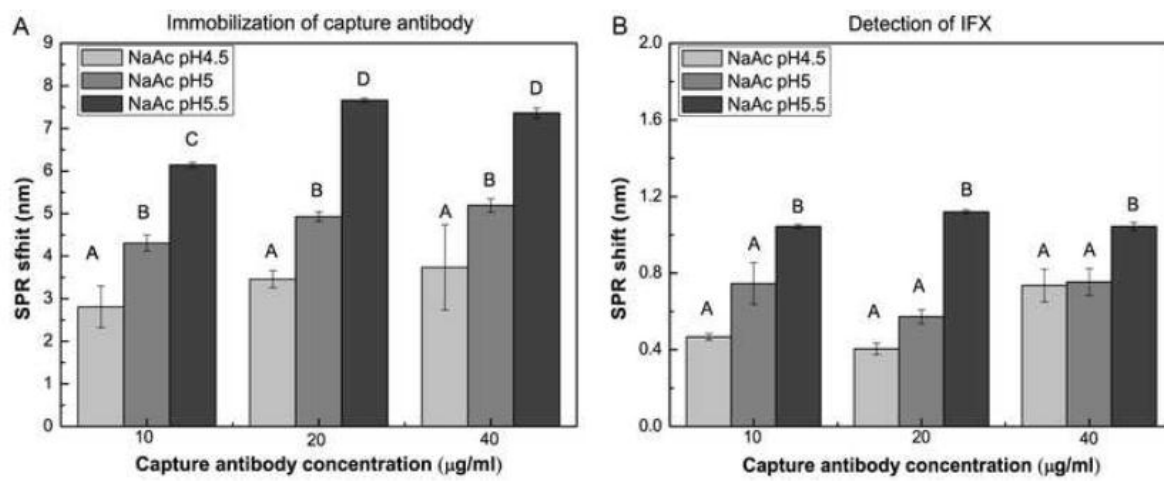 A
Immobilization of capture antibody
9
8
7
6
5
4
3
2
1
0
SPR sfhit (nm)
NaAc pH4.5
NaAc pH5
NaAc pH5.5
A
B
C
A
B
D
A
B
D
10
20
40
Capture antibody concentration (μg/ml)
B
Detection of IFX
2.0
1.6
1.2
0.8
0.4
0.0
SPR shift (nm)
NaAc pH4.5
NaAc pH5
NaAc pH5.5
A
A
B
A
A
B
A
A
B
10
20
40
Capture antibody concentration (μg/ml)